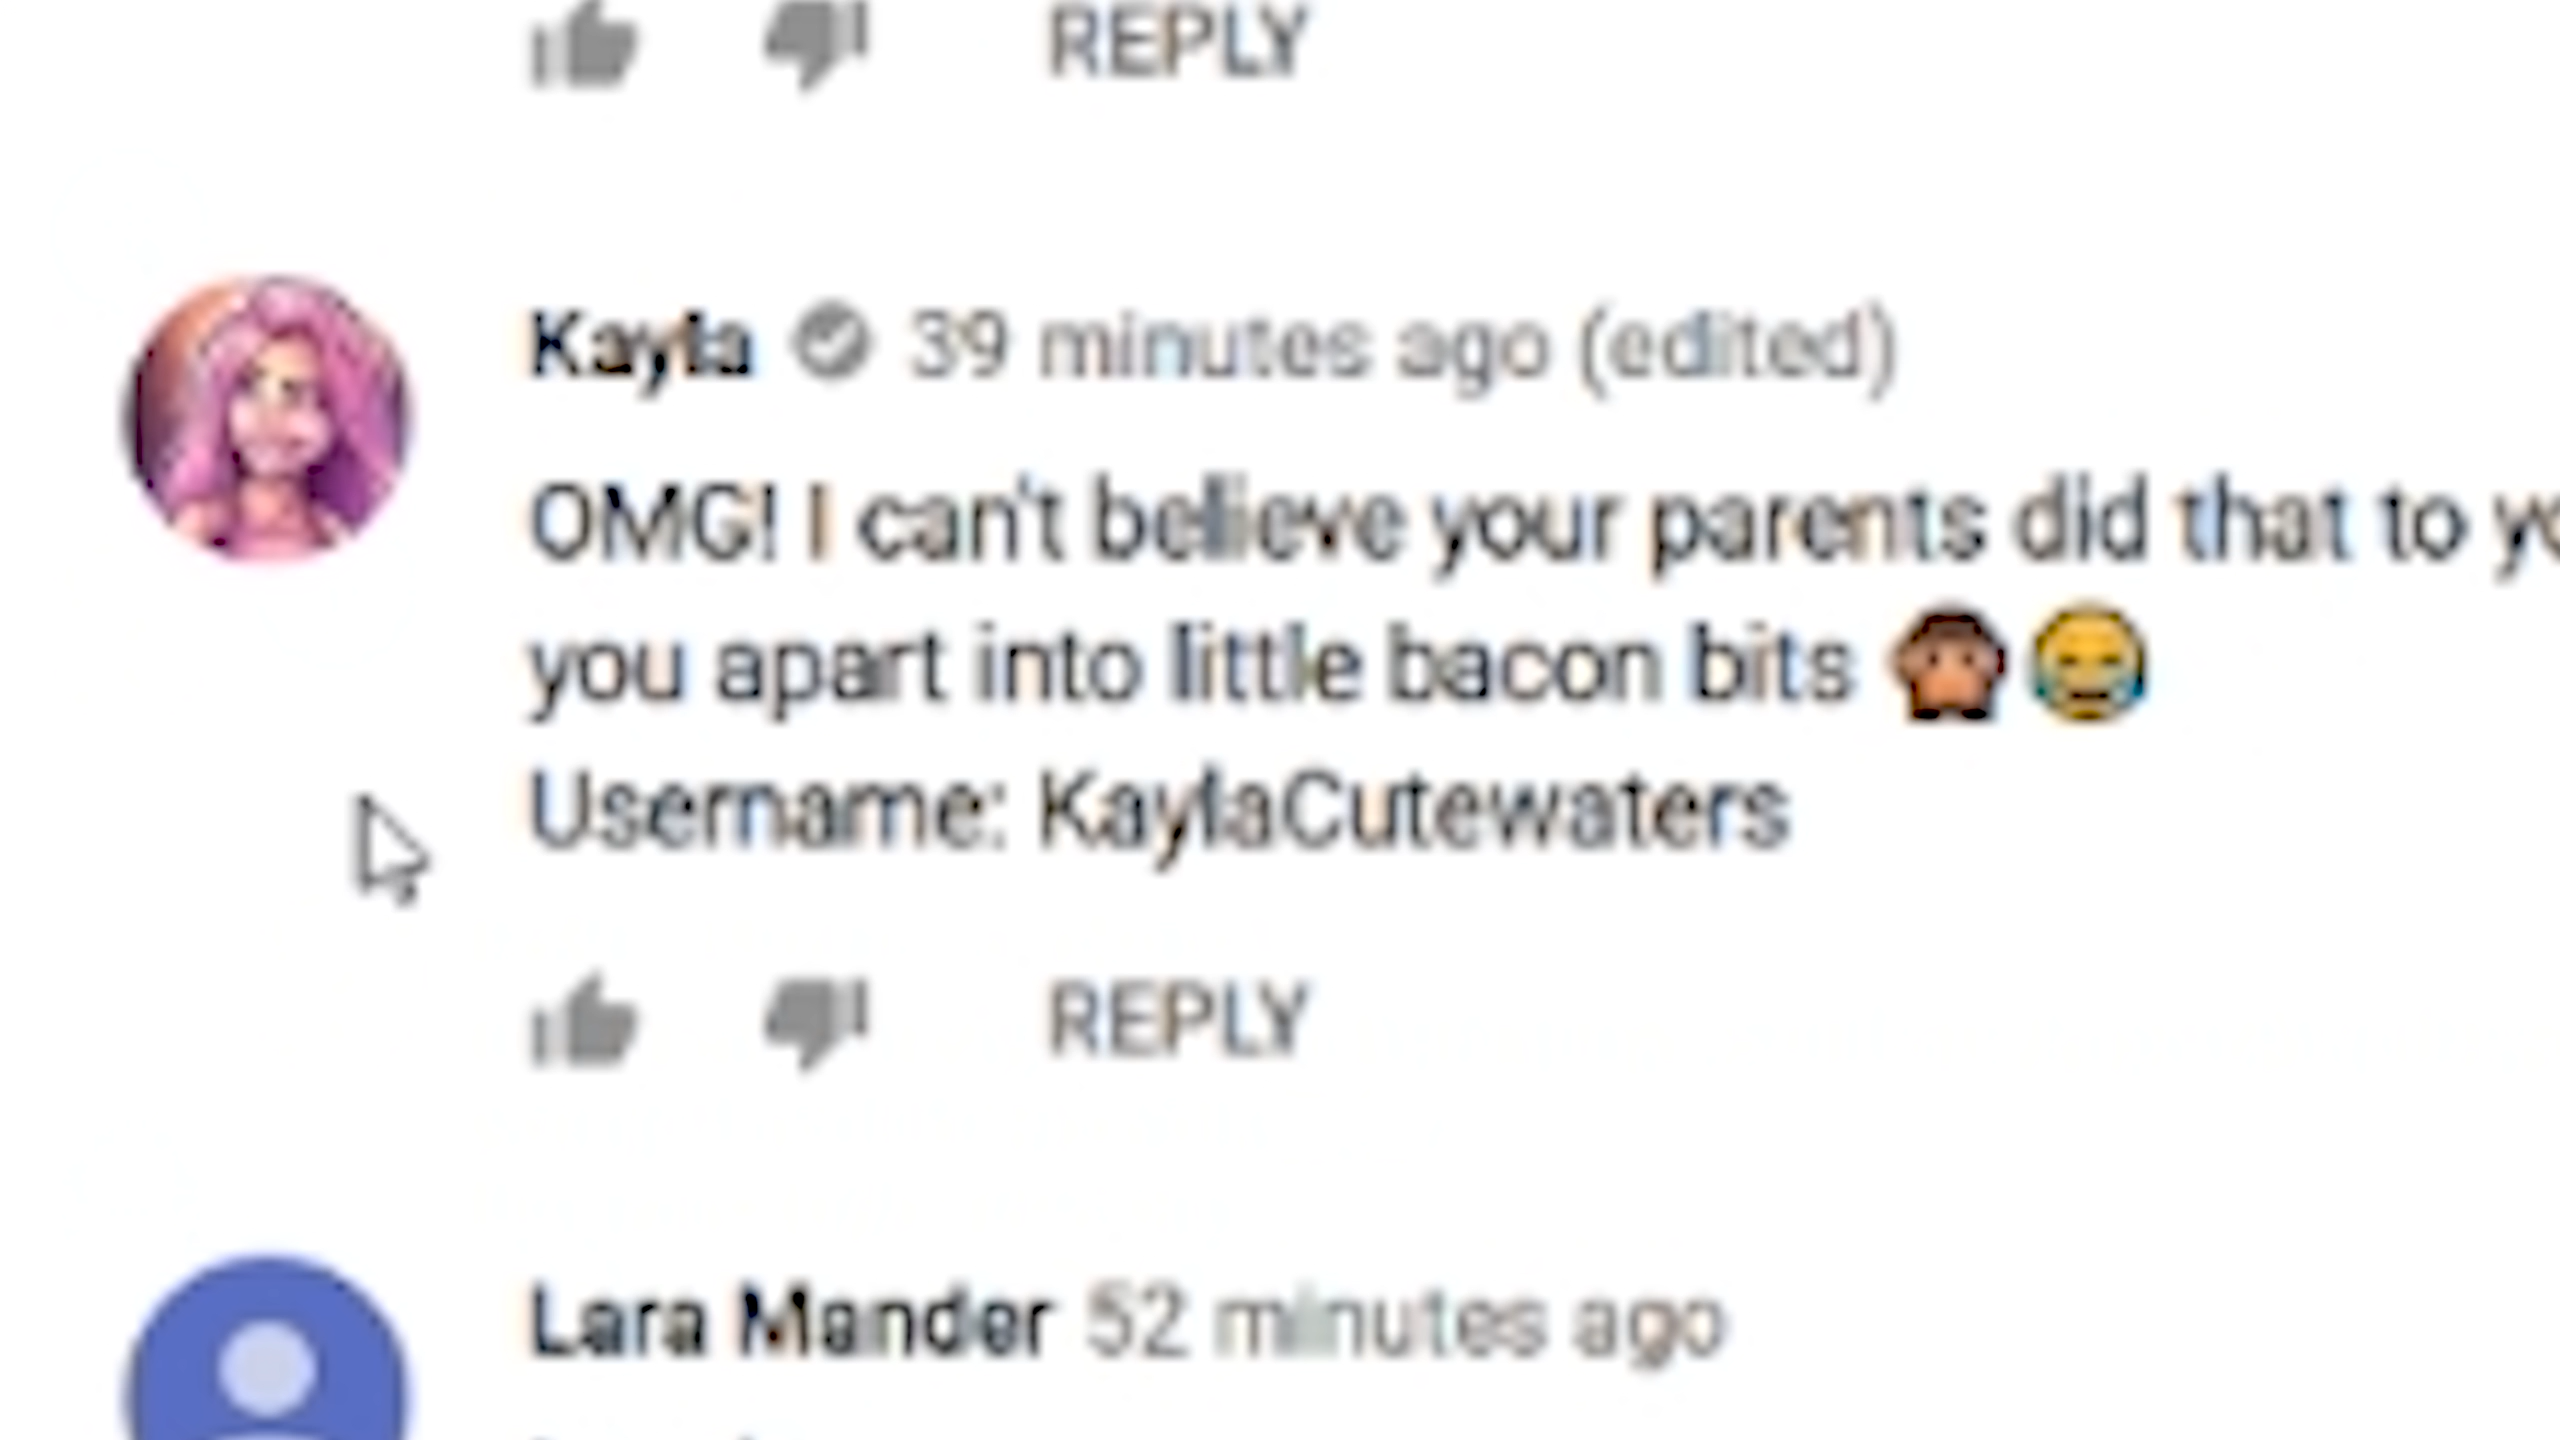 REPLY
Kayla 39 minutes ago (edited)
OMG! I can't believe your parents did that to
you apart into little bacon bits 🙈😂
Username: KaylaCutewaters
REPLY
Lara Mander 52 minutes ago